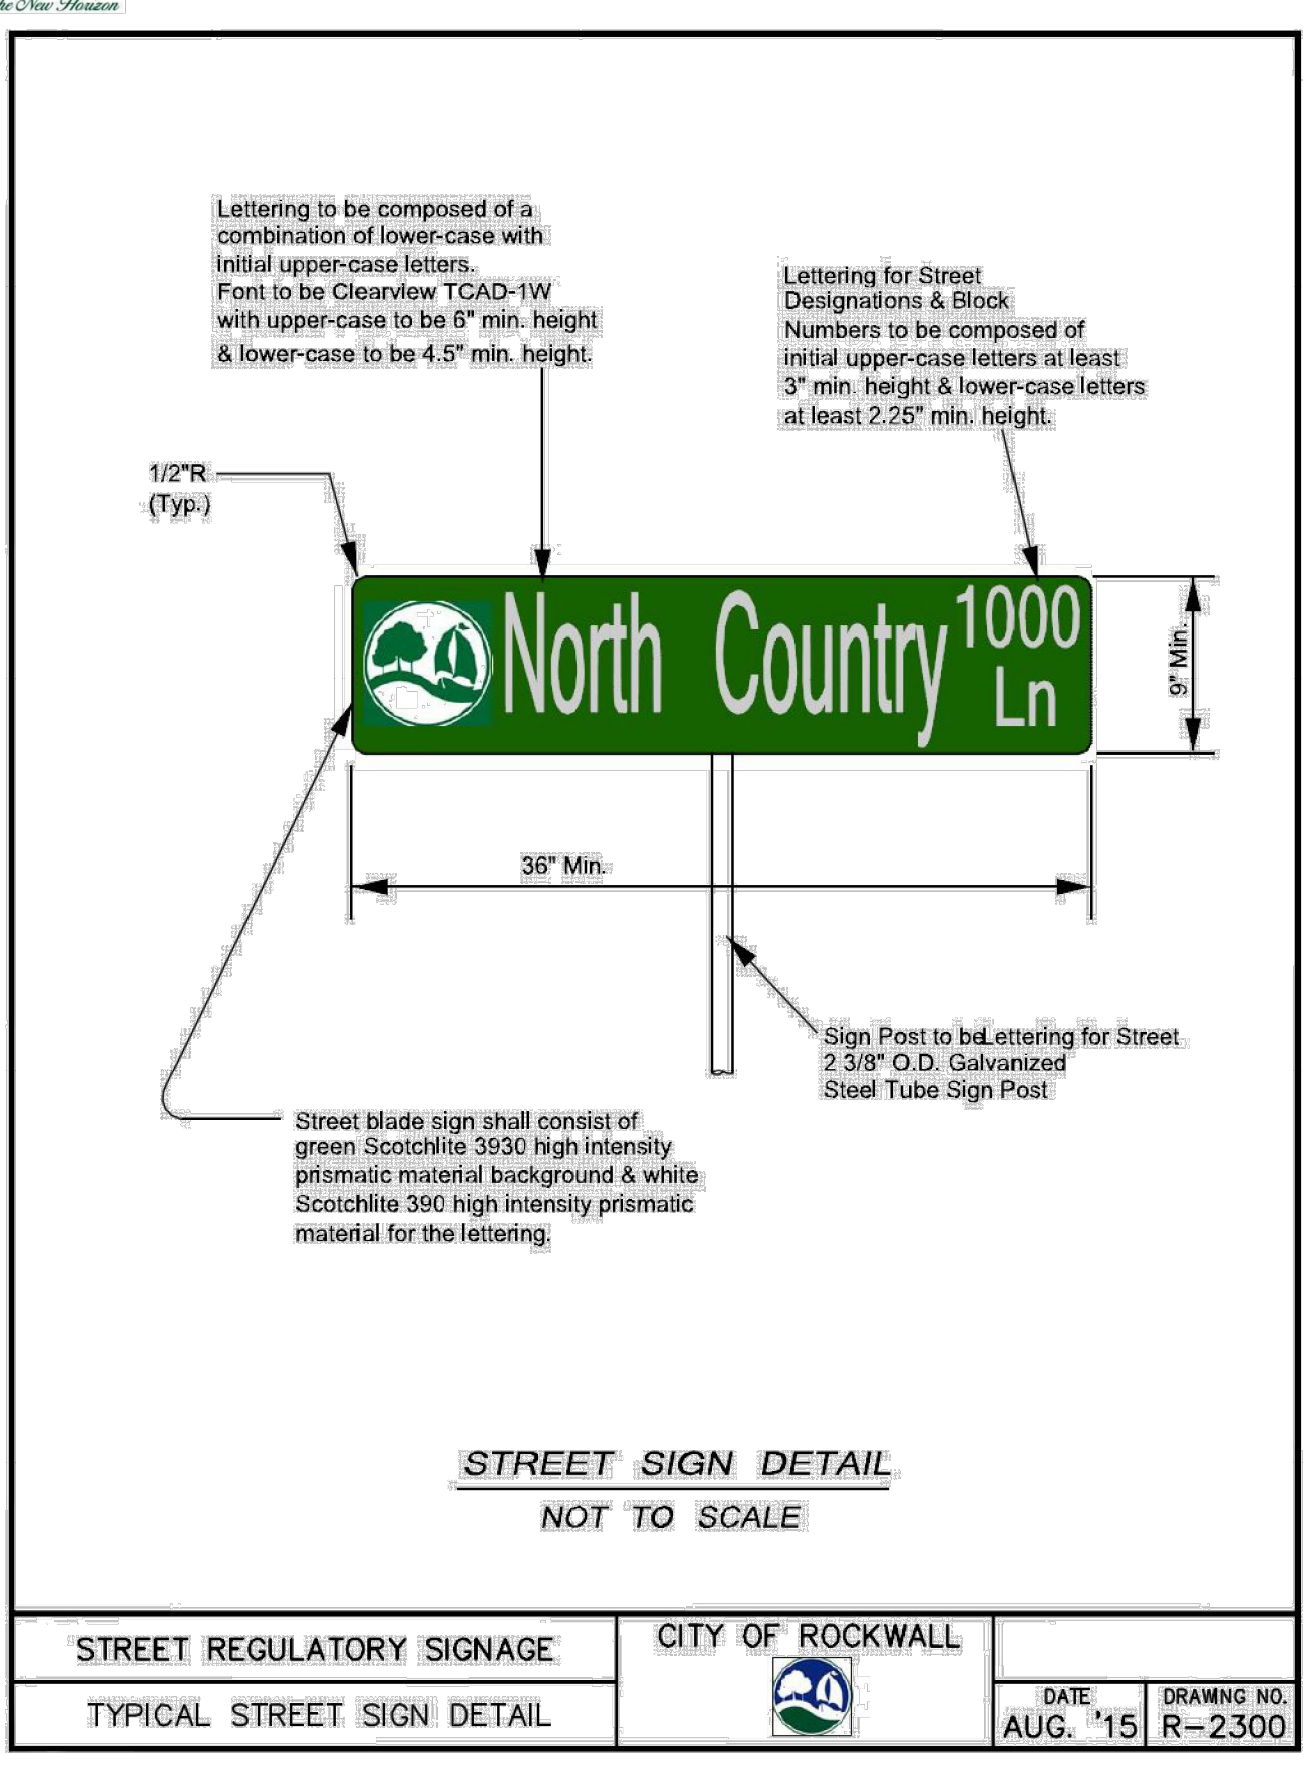 The New Horizon
Lettering to be composed of a
combination of lower-case with
initial upper-case letters.
Font to be Clearview TCAD-1W
with upper-case to be 6" min. height
& lower-case to be 4.5" min. height.
Lettering for Street
Designations & Block
Numbers to be composed of
initial upper-case letters at least
3" min. height & lower-case letters
at least 2.25" min. height.
1/2"R
(Typ.)
North Country
1000
Ln
9" Min.
36" Min.
Sign Post to be Lettering for Street
2 3/8" O.D. Galvanized
Steel Tube Sign Post
Street blade sign shall consist of
green Scotchlite 3930 high intensity
prismatic material background & white
Scotchlite 390 high intensity prismatic
material for the lettering.
STREET SIGN DETAIL
NOT TO SCALE
STREET REGULATORY SIGNAGE
TYPICAL STREET SIGN DETAIL
CITY OF ROCKWALL
DATE
AUG. '15
DRAWING NO.
R-2300